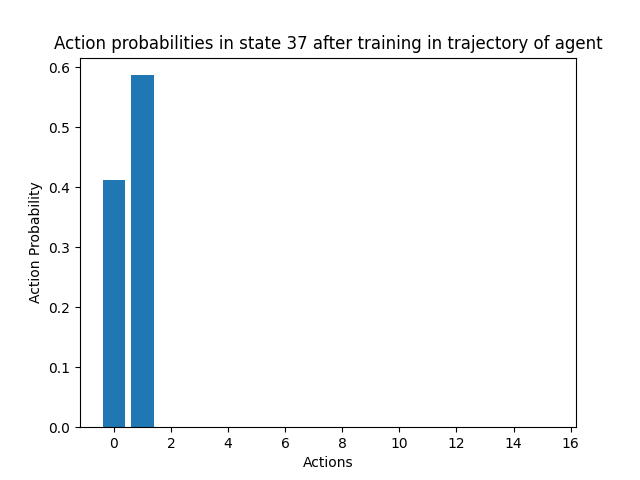 Action probabilities in state 37 after training in trajectory of agent
0.6
0.5
0.4
0.3
0.2
0.1
0.0
Action Probability
0 2 4 6 8 10 12 14 16
Actions